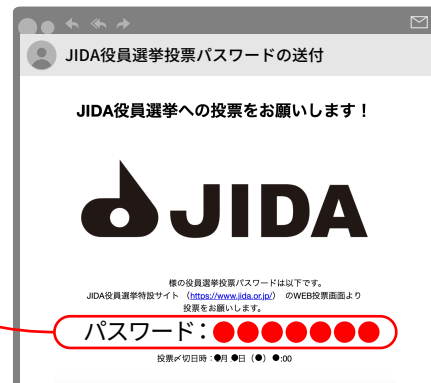 JIDA役員選挙投票パスワードの送付
JIDA役員選挙への投票をお願いします！
JIDA
様の役員選挙投票パスワードは以下です。
JIDA役員選挙特設サイト （https://www.jida.or.jp/） のWEB投票画面より
投票をお願いします。
パスワード：●●●●●●●
投票〆切日時：●月●日（●）●:00